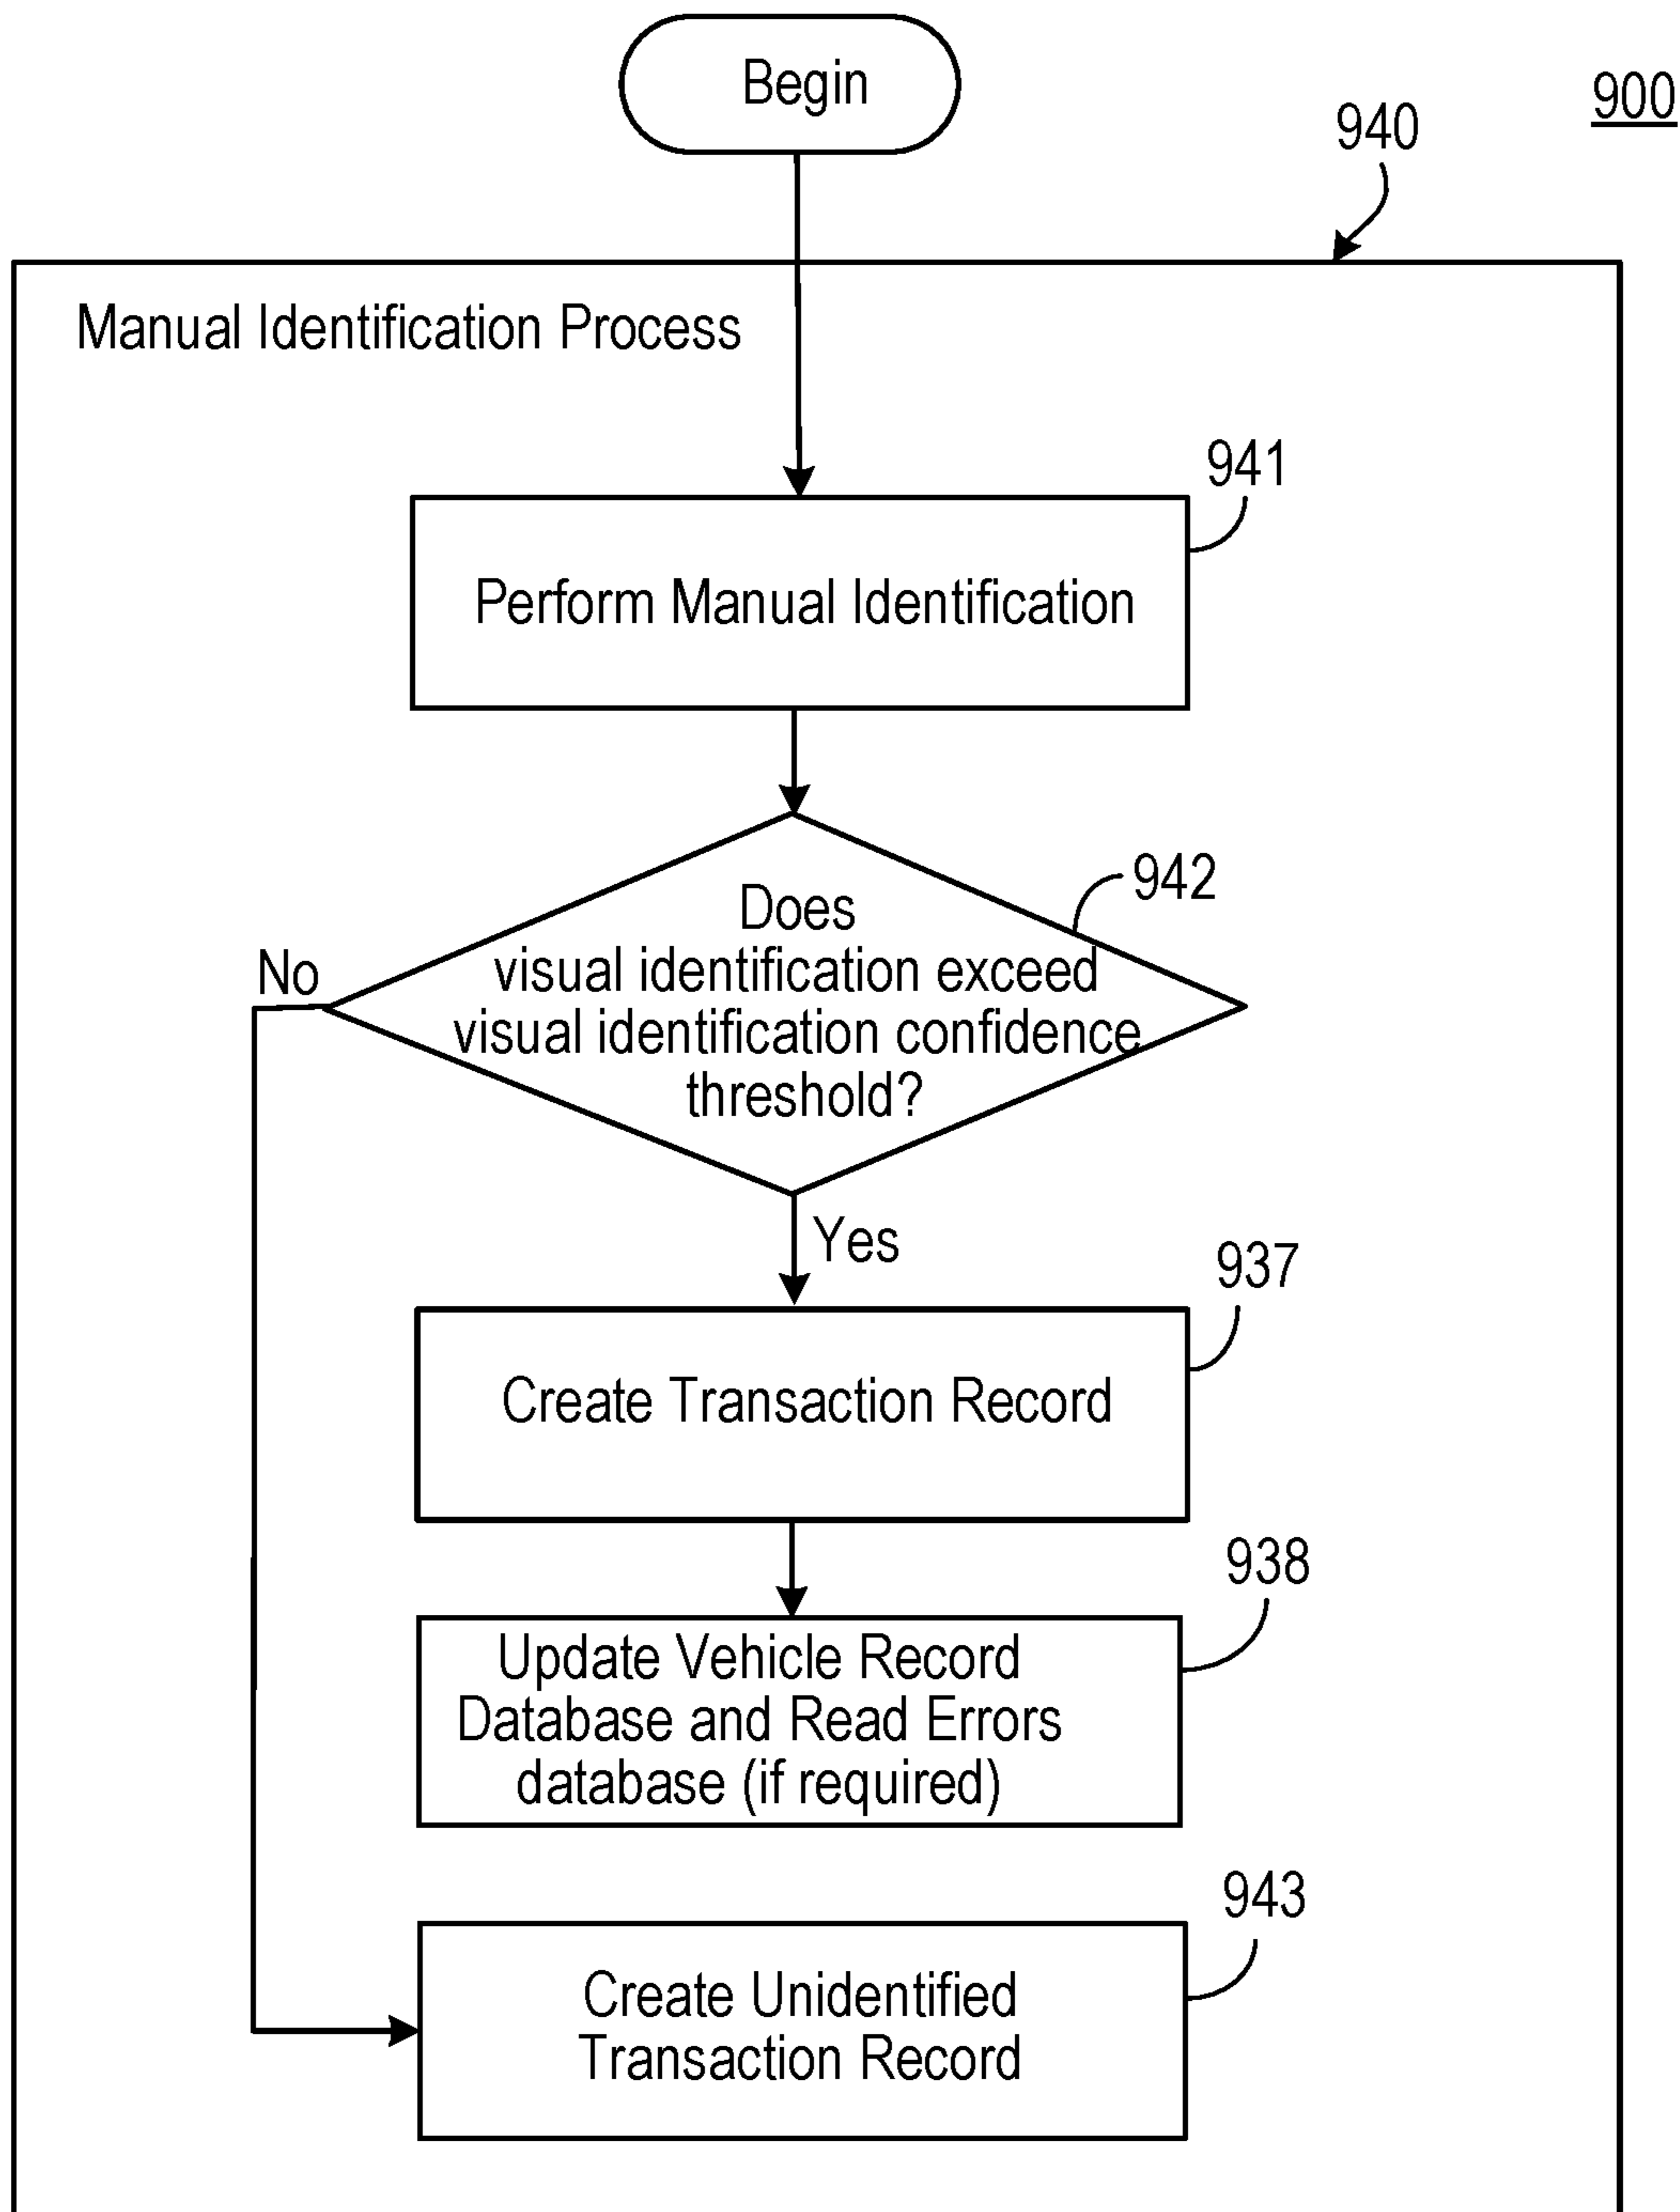 Begin
900
940
Manual Identification Process
941
Perform Manual Identification
942
Does
visual identification exceed
visual identification confidence
threshold?
No
Yes
937
Create Transaction Record
938
Update Vehicle Record
Database and Read Errors
database (if required)
943
Create Unidentified
Transaction Record